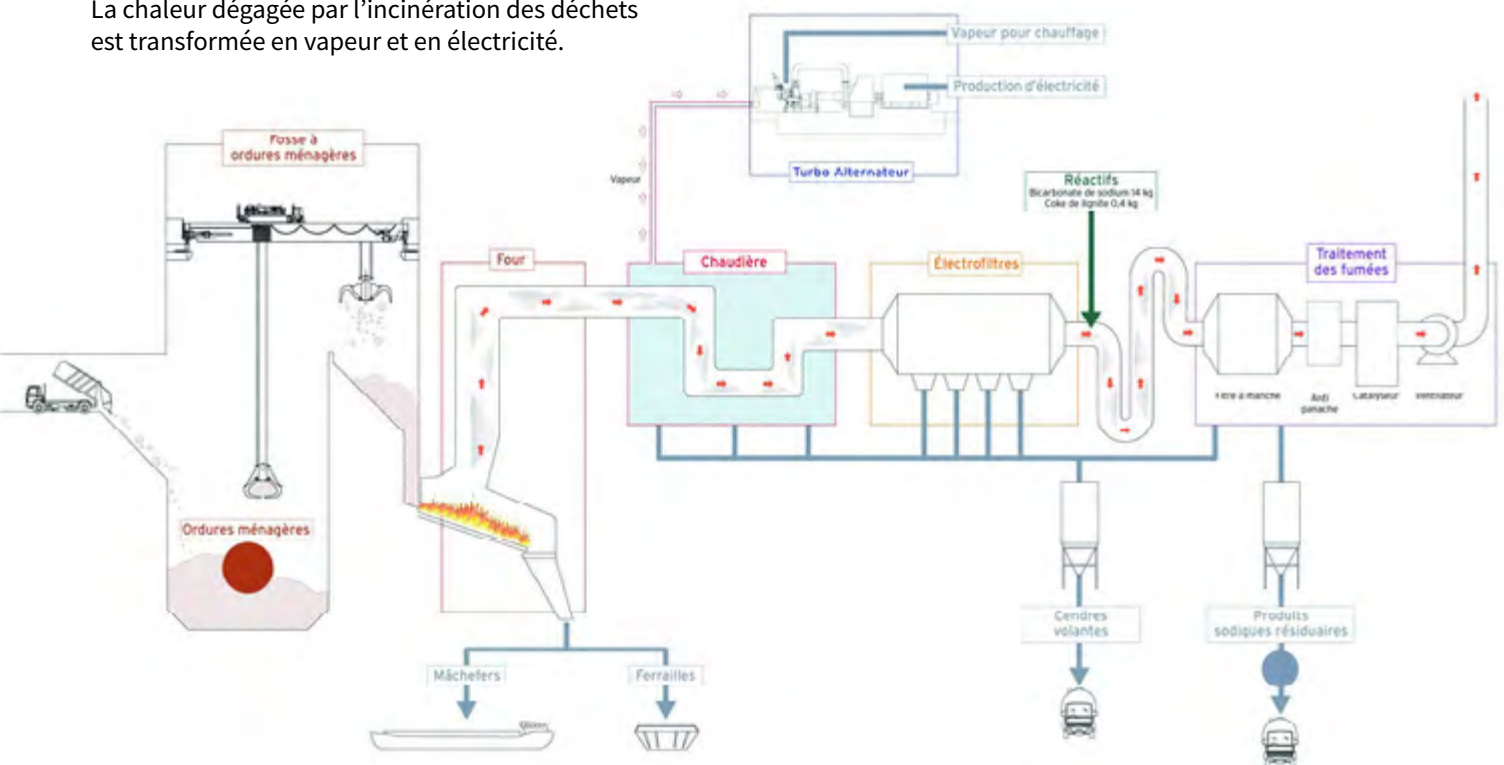 La chaleur dégagée par l'incinération des déchets
est transformée en vapeur et en électricité.
Vapeur pour chauffage
Production d'électricité
Turbo Alternateur
Fosse à
ordures ménagères
Vapeur
Réactifs
Bicarbonate de sodium 14 kg
Coke de lignite 0,4 kg
Four
Chaudière
Électrofiltres
Traitement
des fumées
Filtre à manche
Anti
panache
Catalyseur
Ventilateur
Ordures ménagères
Mâchefers
Ferrailles
Cendres
volantes
Produits
sodiques résiduaires